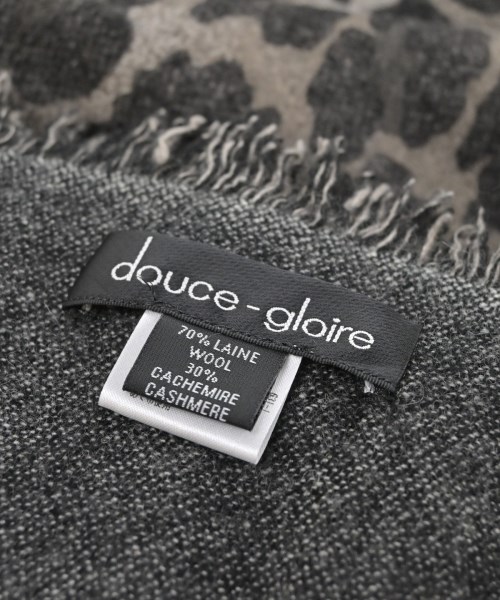 douce-gloire
70% LAINE
WOOL
30%
CACHEMIRE
CASHMERE